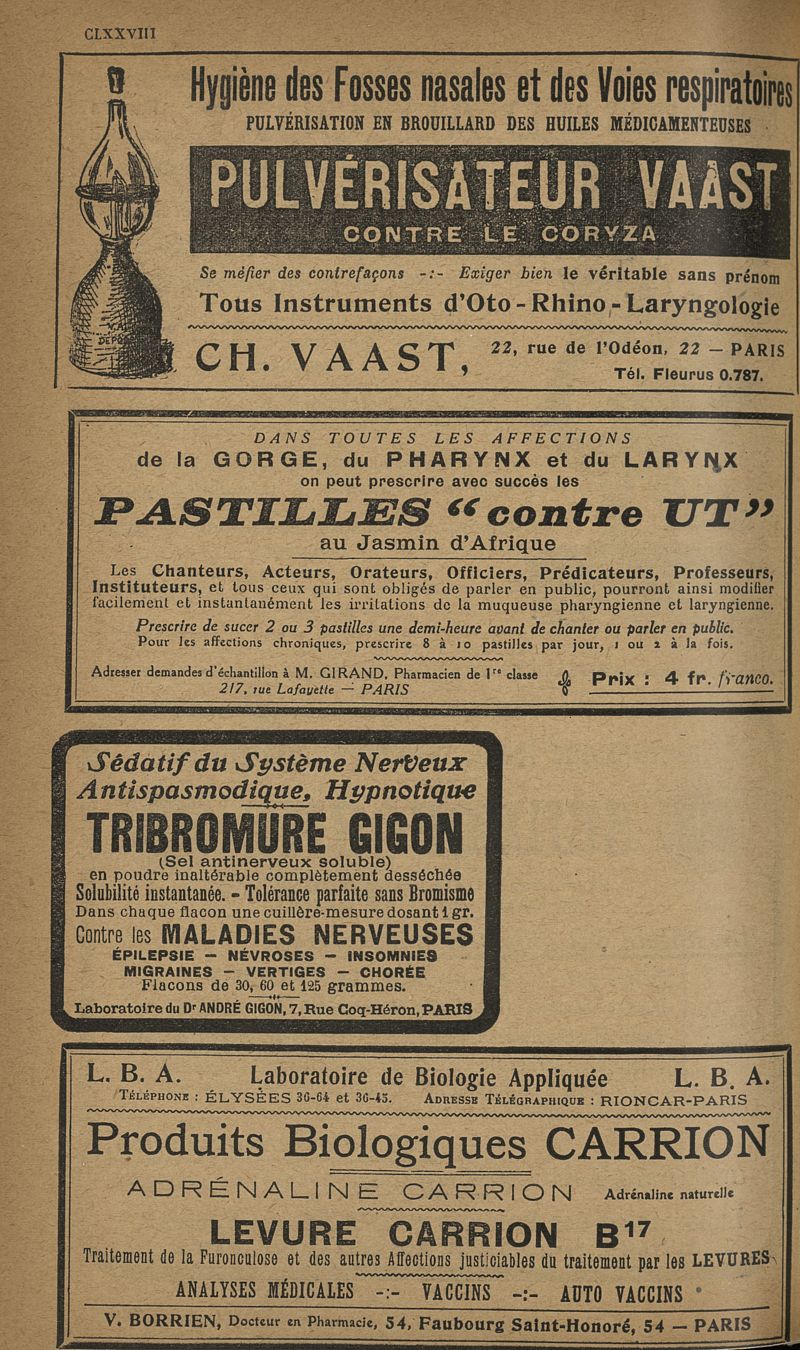 CLXXVIII
Hygiène des Fosses nasales et des Voies respiratoires
PULVÉRISATION EN BROUILLARD DES HUILES MÉDICAMENTEUSES
PULVÉRISATEUR VAAST
CONTRE LE CORYZA
Se méfier des contrefaçons -:- Exiger bien le véritable sans prénom
Tous Instruments d'Oto-Rhino-Laryngologie
CH. VAAST, 22, rue de l'Odéon, 22 — PARIS
Tél. Fleurus 0.787.
DÉPOSÉ
DANS TOUTES LES AFFECTIONS
de la GORGE, du PHARYNX et du LARYNX
on peut prescrire avec succès les
PASTILLES "contre UT"
au Jasmin d'Afrique
Les Chanteurs, Acteurs, Orateurs, Officiers, Prédicateurs, Professeurs,
Instituteurs, et tous ceux qui sont obligés de parler en public, pourront ainsi modifier
facilement et instantanément les irritations de la muqueuse pharyngienne et laryngienne.
Prescrire de sucer 2 ou 3 pastilles une demi-heure avant de chanter ou parler en public.
Pour les affections chroniques, prescrire 8 à 10 pastilles par jour, 1 ou 2 à la fois.
Adresser demandes d'échantillon à M. GIRAND, Pharmacien de 1re classe
217, rue Lafayette — PARIS
Prix : 4 fr. franco.
Sédatif du Système Nerveux
Antispasmodique, Hypnotique
TRIBROMURE GIGON
(Sel antinerveux soluble)
en poudre inaltérable complètement desséchée
Solubilité instantanée. - Tolérance parfaite sans Bromisme
Dans chaque flacon une cuillère-mesure dosant 1 gr.
Contre les MALADIES NERVEUSES
ÉPILEPSIE — NÉVROSES — INSOMNIES
MIGRAINES — VERTIGES — CHORÉE
Flacons de 30, 60 et 125 grammes.
Laboratoire du Dr ANDRÉ GIGON, 7, Rue Coq-Héron, PARIS
L. B. A. Laboratoire de Biologie Appliquée L. B. A.
TÉLÉPHONE : ÉLYSÉES 36-64 et 36-45. ADRESSE TÉLÉGRAPHIQUE : RIONCAR-PARIS
Produits Biologiques CARRION
ADRÉNALINE CARRION Adrénaline naturelle
LEVURE CARRION B17
Traitement de la Furonculose et des autres Affections justiciables du traitement par les LEVURES
ANALYSES MÉDICALES -:- VACCINS -:- AUTO VACCINS
V. BORRIEN, Docteur en Pharmacie, 54, Faubourg Saint-Honoré, 54 — PARIS